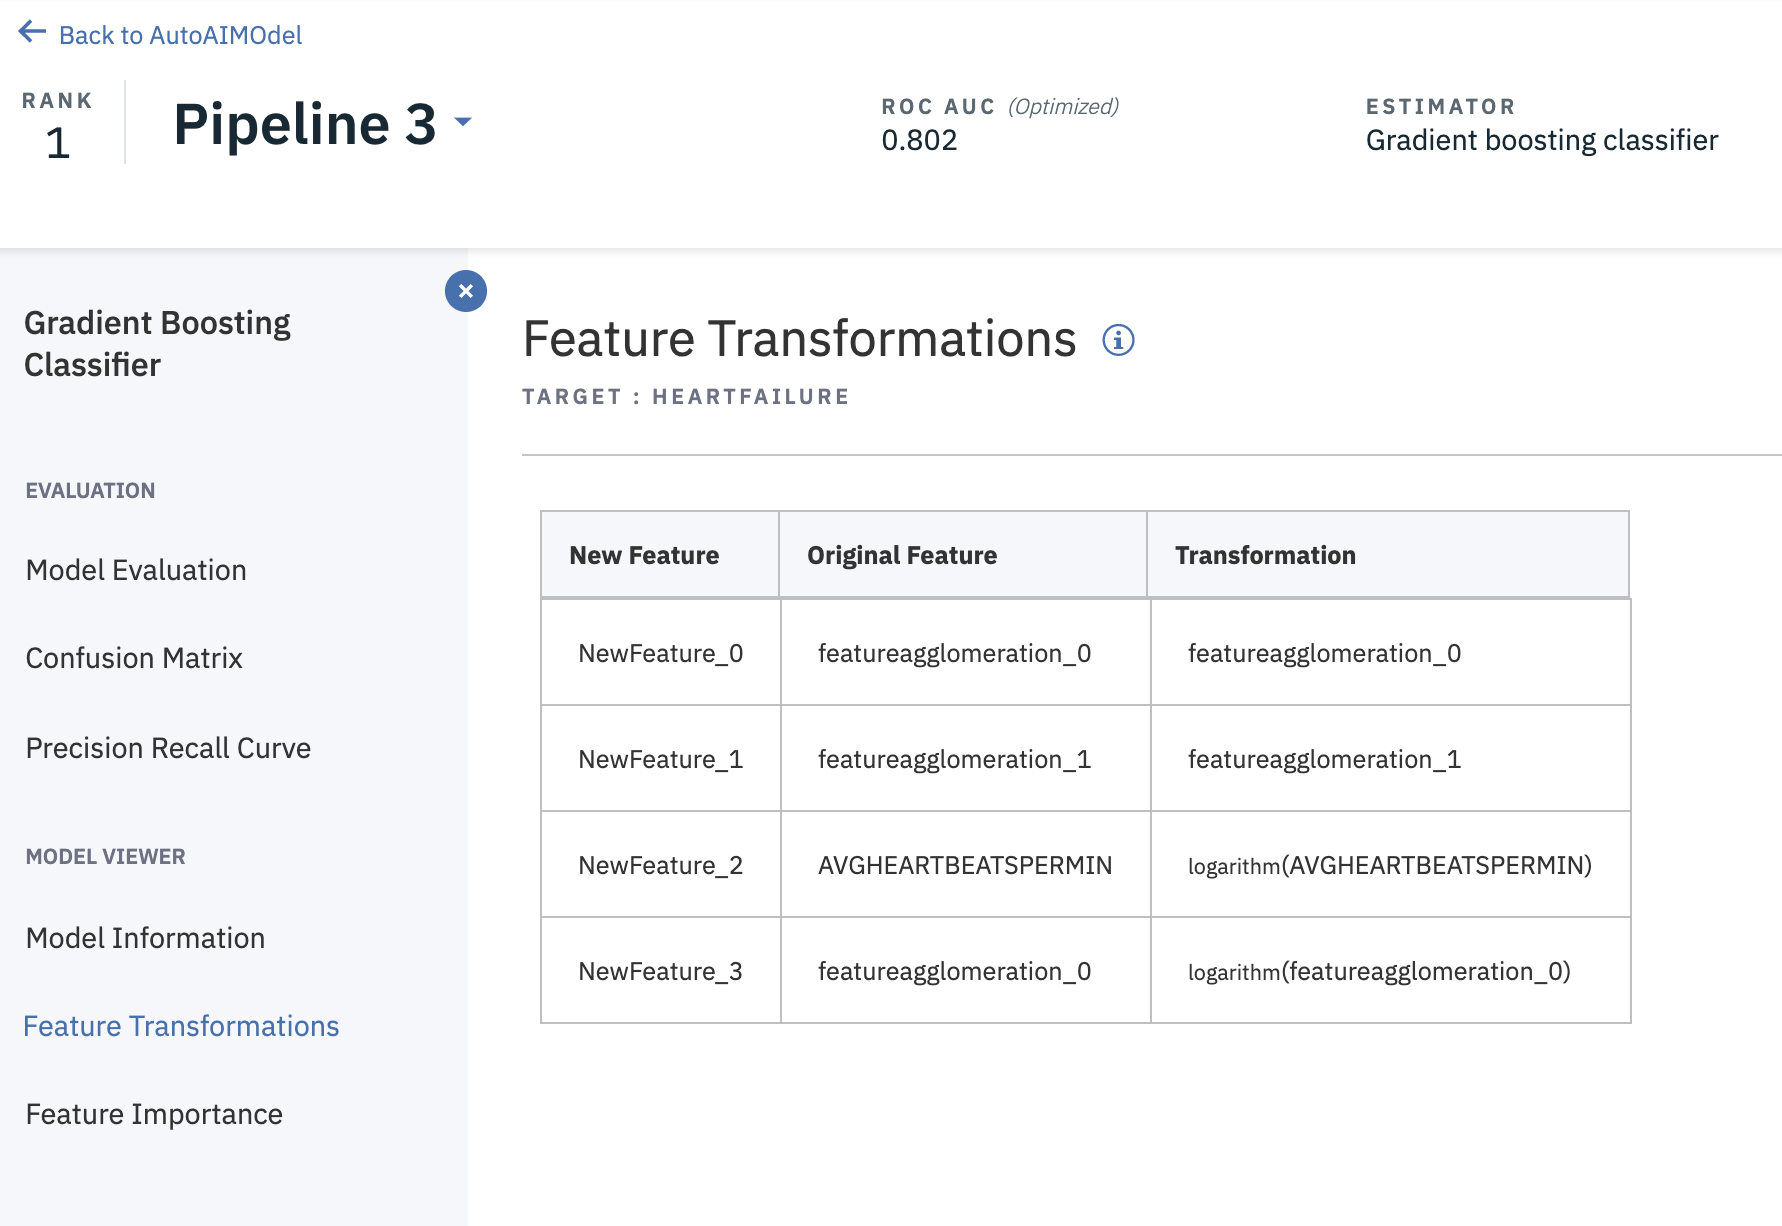 Back to AutoAIMOdel
RANK
1
Pipeline 3
ROC AUC (Optimized)
0.802
ESTIMATOR
Gradient boosting classifier
Gradient Boosting
Classifier
EVALUATION
Model Evaluation
Confusion Matrix
Precision Recall Curve
MODEL VIEWER
Model Information
Feature Transformations
Feature Importance
Feature Transformations
TARGET : HEARTFAILURE
New Feature Original Feature Transformation
NewFeature_0 featureagglomeration_0 featureagglomeration_0
NewFeature_1 featureagglomeration_1 featureagglomeration_1
NewFeature_2 AVGHEARTBEATSPERMIN logarithm(AVGHEARTBEATSPERMIN)
NewFeature_3 featureagglomeration_0 logarithm(featureagglomeration_0)